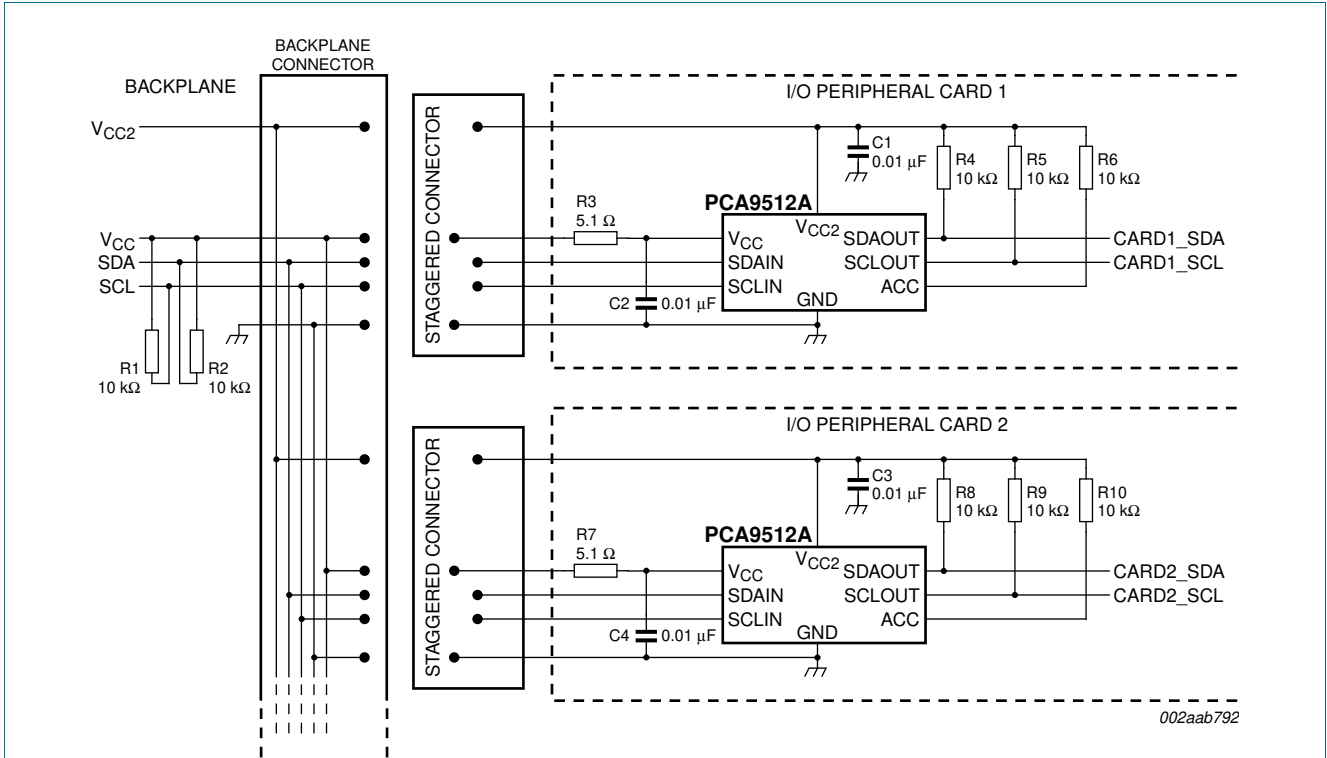 BACKPLANE
CONNECTOR
BACKPLANE
VCC2
VCC
SDA
SCL
R1
10 kΩ
R2
10 kΩ
STAGGERED CONNECTOR
I/O PERIPHERAL CARD 1
C1
0.01 μF
R4
10 kΩ
R5
10 kΩ
R6
10 kΩ
R3
5.1 Ω
PCA9512A
VCC2
VCC
SDAIN
SCLIN
SDAOUT
SCLOUT
ACC
GND
C2
0.01 μF
CARD1_SDA
CARD1_SCL
STAGGERED CONNECTOR
I/O PERIPHERAL CARD 2
C3
0.01 μF
R8
10 kΩ
R9
10 kΩ
R10
10 kΩ
R7
5.1 Ω
PCA9512A
VCC2
VCC
SDAIN
SCLIN
SDAOUT
SCLOUT
ACC
GND
C4
0.01 μF
CARD2_SDA
CARD2_SCL
002aab792